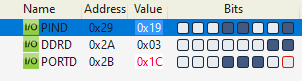 Name Address Value Bits
I/O PIND 0x29 0x19
I/O DDRD 0x2A 0x03
I/O PORTD 0x2B 0x1C